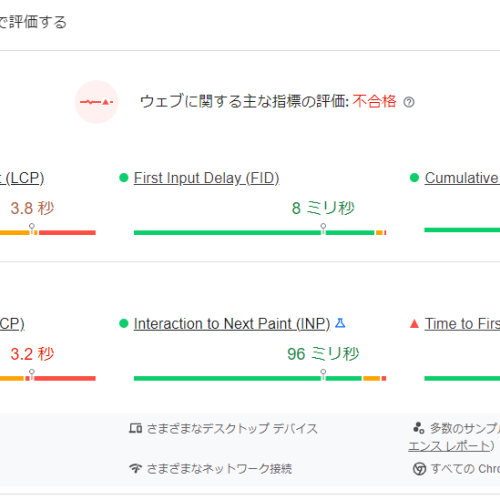 で評価する
ウェブに関する主な指標の評価: 不合格
(LCP)
First Input Delay (FID)
Cumulative
3.8 秒
8 ミリ秒
CP)
Interaction to Next Paint (INP)
Time to Firs
3.2 秒
96 ミリ秒
さまざまなデスクトップ デバイス
多数のサンプル
エンス レポート)
さまざまなネットワーク接続
すべての Chro